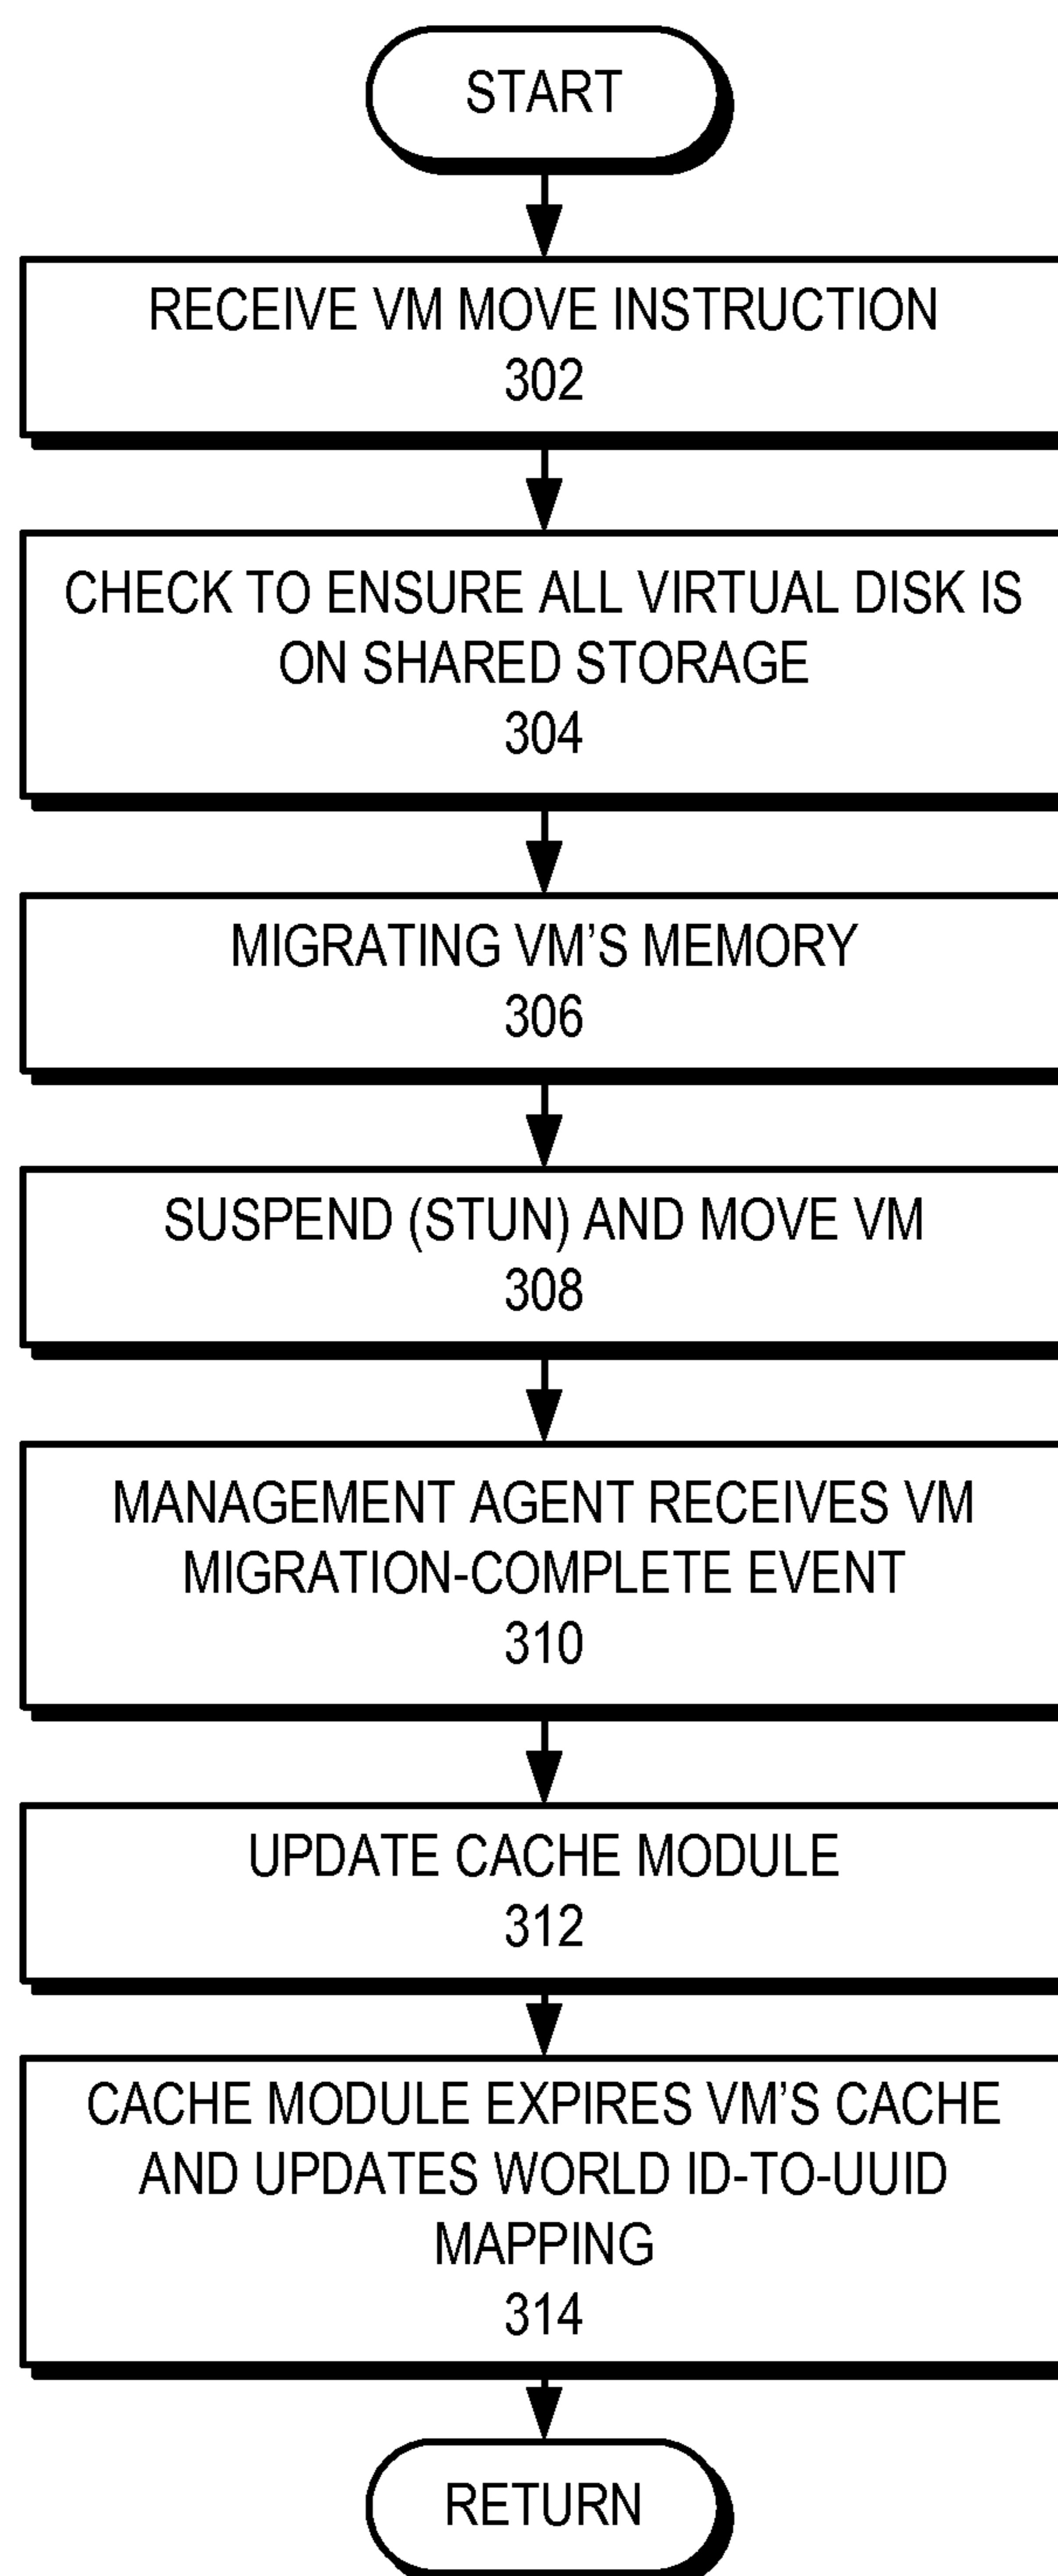 START
RECEIVE VM MOVE INSTRUCTION
302
CHECK TO ENSURE ALL VIRTUAL DISK IS
ON SHARED STORAGE
304
MIGRATING VM'S MEMORY
306
SUSPEND (STUN) AND MOVE VM
308
MANAGEMENT AGENT RECEIVES VM
MIGRATION-COMPLETE EVENT
310
UPDATE CACHE MODULE
312
CACHE MODULE EXPIRES VM'S CACHE
AND UPDATES WORLD ID-TO-UUID
MAPPING
314
RETURN